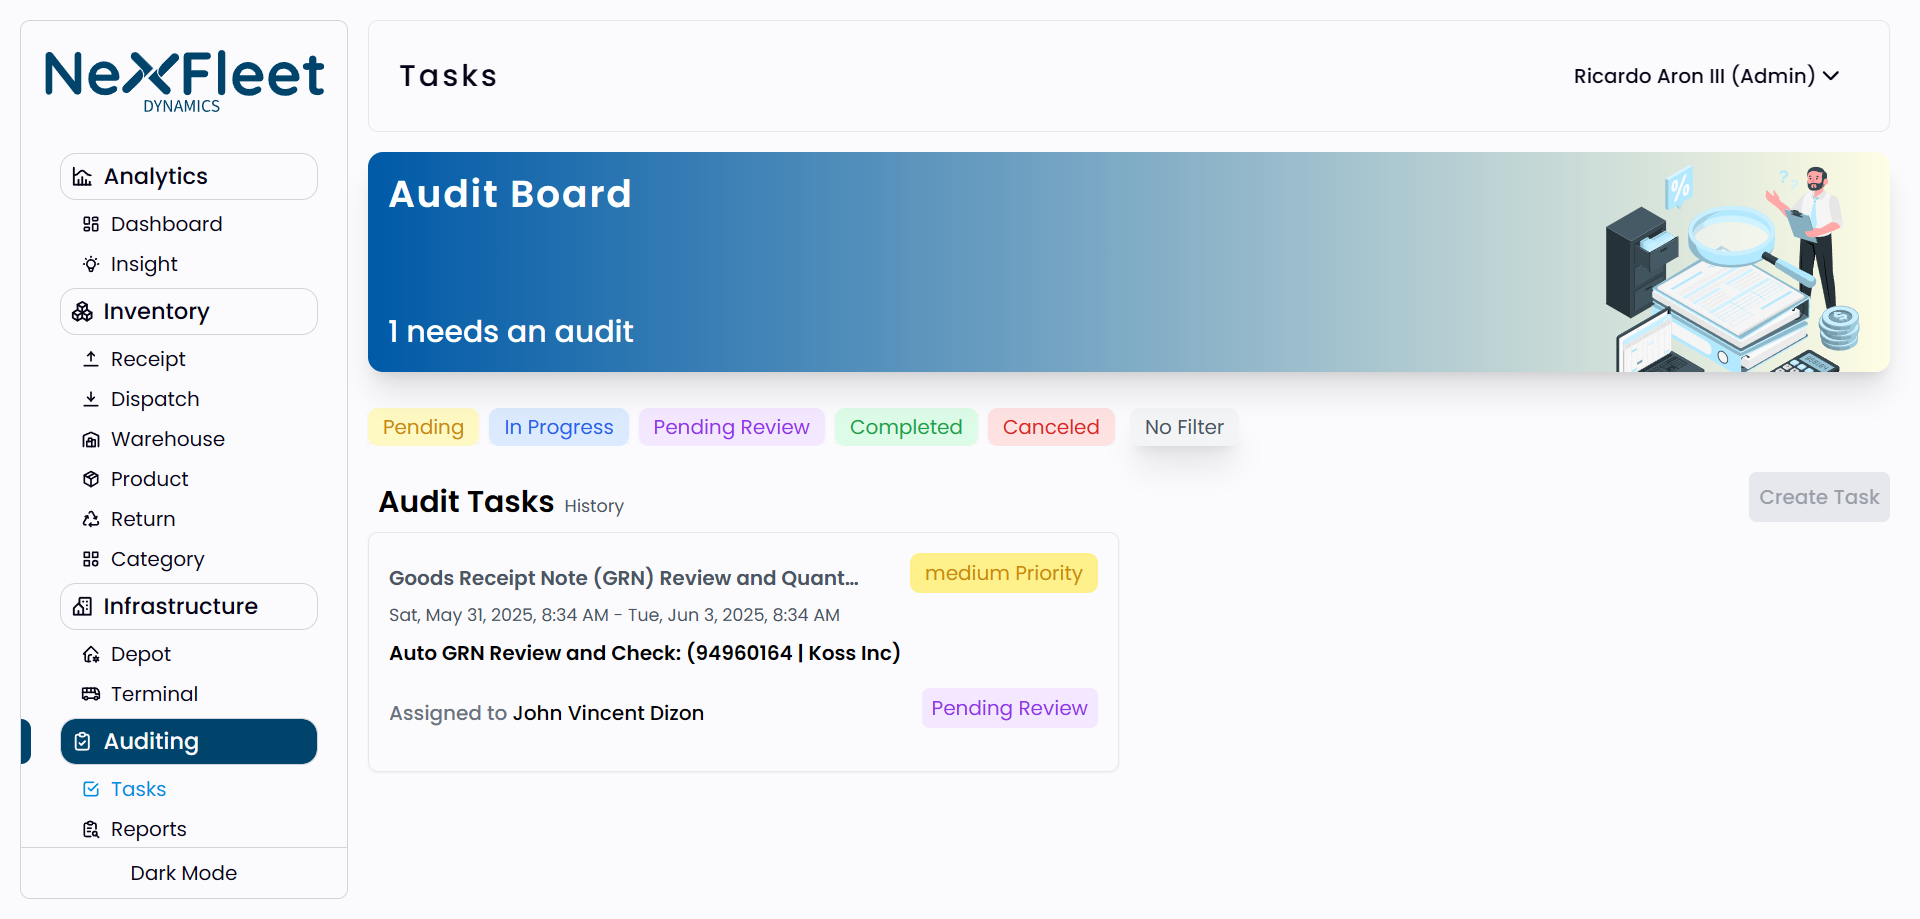 NeXFleet
DYNAMICS
Analytics
Dashboard
Insight
Inventory
Receipt
Dispatch
Warehouse
Product
Return
Category
Infrastructure
Depot
Terminal
Auditing
Tasks
Reports
Dark Mode
Tasks
Ricardo Aron III (Admin)
Audit Board
1 needs an audit
Pending In Progress Pending Review Completed Canceled No Filter
Audit Tasks History
Create Task
Goods Receipt Note (GRN) Review and Quant...
medium Priority
Sat, May 31, 2025, 8:34 AM - Tue, Jun 3, 2025, 8:34 AM
Auto GRN Review and Check: (94960164 | Koss Inc)
Assigned to John Vincent Dizon
Pending Review